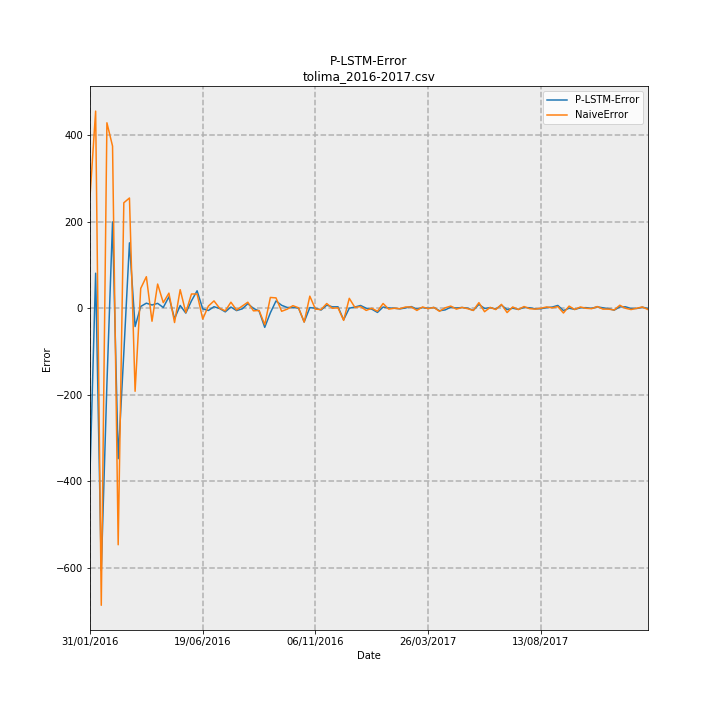 P-LSTM-Error
tolima_2016-2017.csv
P-LSTM-Error
NaiveError
400
200
0
−200
−400
−600
Error
31/01/2016
19/06/2016
06/11/2016
26/03/2017
13/08/2017
Date